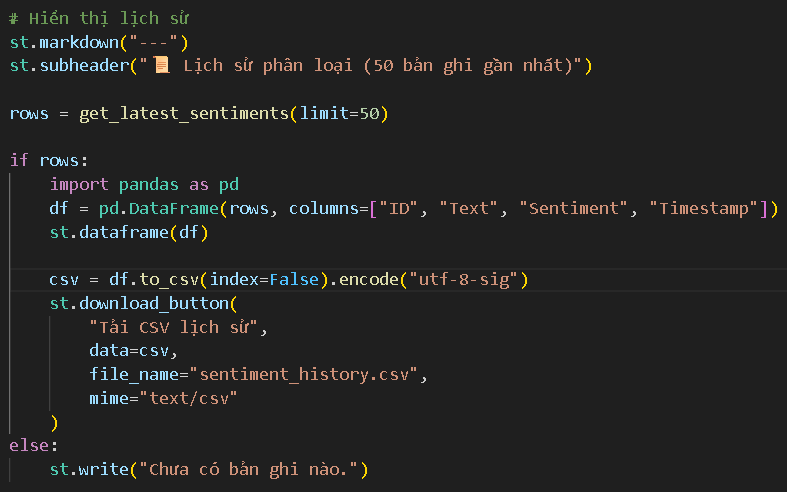 # Hiển thị lịch sử
st.markdown("---")
st.subheader("📜 Lịch sử phân loại (50 bản ghi gần nhất)")

rows = get_latest_sentiments(limit=50)

if rows:
    import pandas as pd
    df = pd.DataFrame(rows, columns=["ID", "Text", "Sentiment", "Timestamp"])
    st.dataframe(df)

    csv = df.to_csv(index=False).encode("utf-8-sig")
    st.download_button(
        "Tải CSV lịch sử",
        data=csv,
        file_name="sentiment_history.csv",
        mime="text/csv"
    )
else:
    st.write("Chưa có bản ghi nào.")